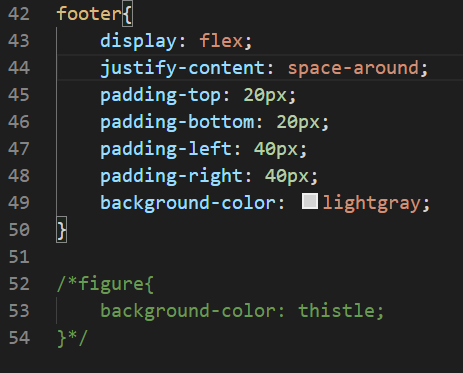 42 footer{
43     display: flex;
44     justify-content: space-around;
45     padding-top: 20px;
46     padding-bottom: 20px;
47     padding-left: 40px;
48     padding-right: 40px;
49     background-color: lightgray;
50 }
51
52 /*figure{
53     background-color: thistle;
54 }*/